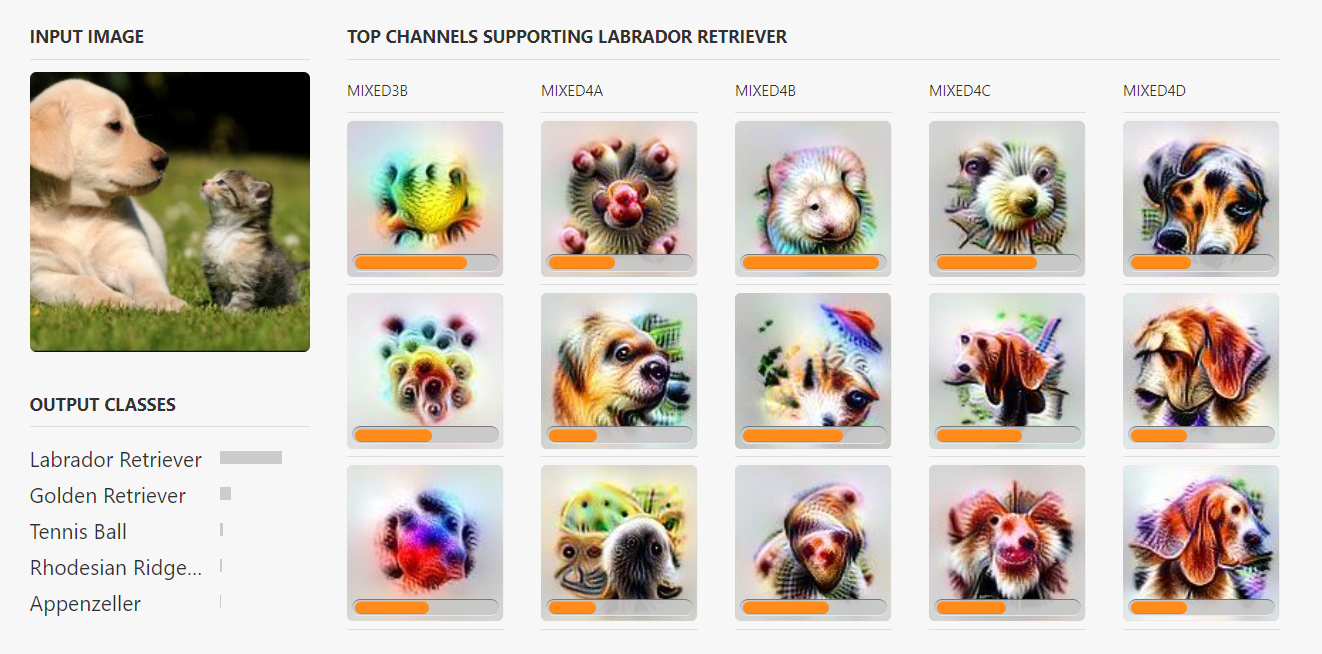 INPUT IMAGE
TOP CHANNELS SUPPORTING LABRADOR RETRIEVER
MIXED3B
MIXED4A
MIXED4B
MIXED4C
MIXED4D
OUTPUT CLASSES
Labrador Retriever
Golden Retriever
Tennis Ball
Rhodesian Ridge...
Appenzeller